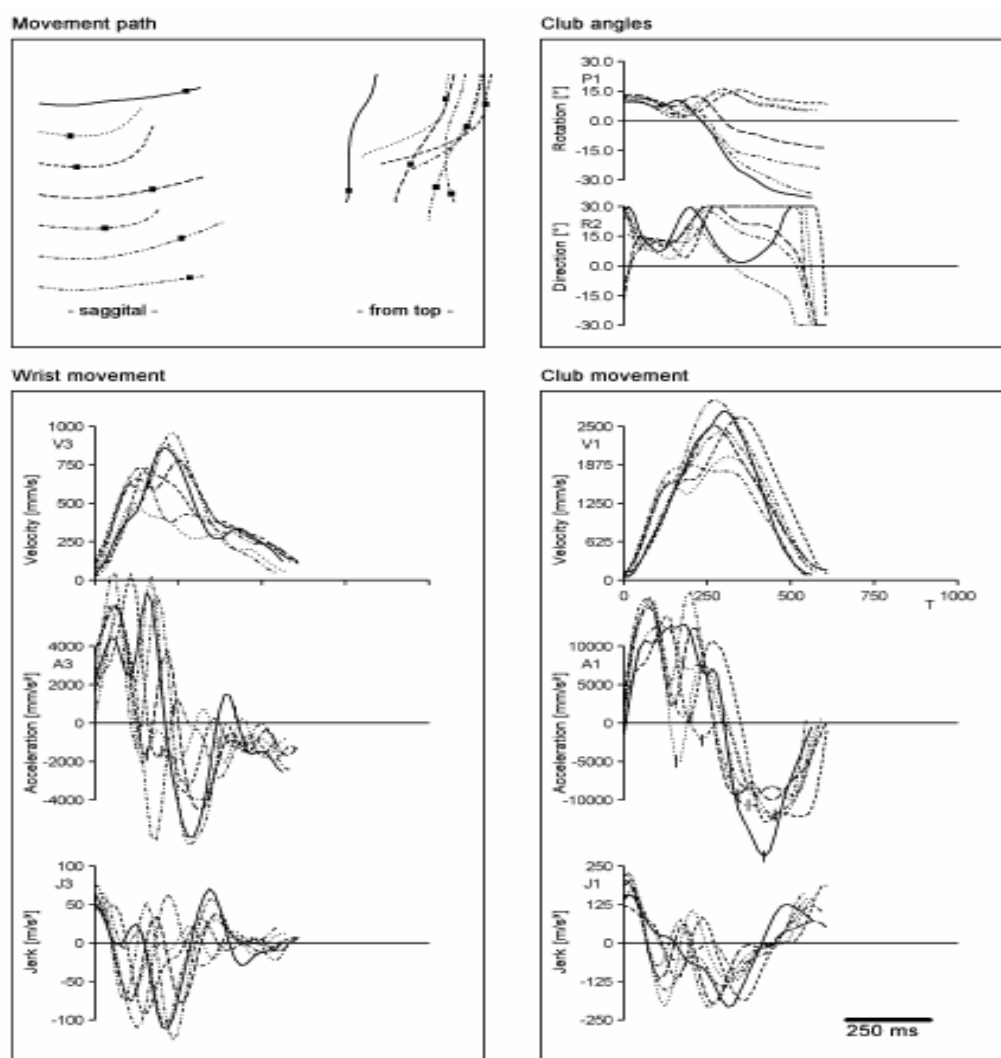 Movement path
- saggital -
- from top -
Club angles
30.0
P1
15.0
0.0
-15.0
-30.0
Rotation [°]
30.0
R2
15.0
0.0
-15.0
-30.0
Direction [°]
Wrist movement
1000
V3
750
500
250
0
Velocity [mm/s]
4000
A3
2000
0
-2000
-4000
Acceleration [mm/s²]
100
J3
50
0
-50
-100
Jerk [m/s³]
Club movement
2500
V1
1875
1250
625
0
Velocity [mm/s]
0 250 500 750 1000
T
10000
A1
5000
0
-5000
-10000
Acceleration [mm/s²]
250
J1
125
0
-125
-250
Jerk [m/s³]
250 ms